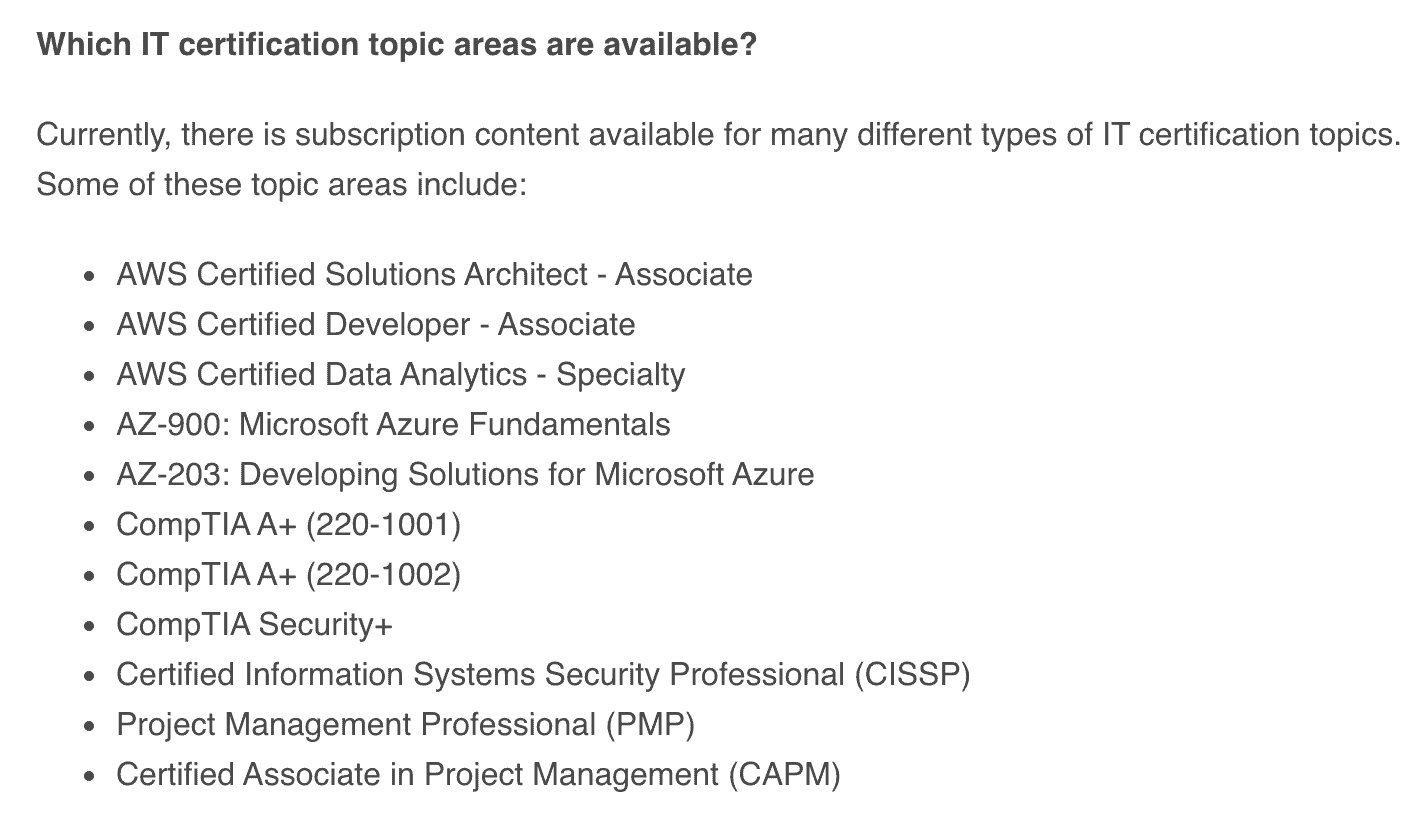 Which IT certification topic areas are available?
Currently, there is subscription content available for many different types of IT certification topics.
Some of these topic areas include:
• AWS Certified Solutions Architect - Associate
• AWS Certified Developer - Associate
• AWS Certified Data Analytics - Specialty
• AZ-900: Microsoft Azure Fundamentals
• AZ-203: Developing Solutions for Microsoft Azure
• CompTIA A+ (220-1001)
• CompTIA A+ (220-1002)
• CompTIA Security+
• Certified Information Systems Security Professional (CISSP)
• Project Management Professional (PMP)
• Certified Associate in Project Management (CAPM)